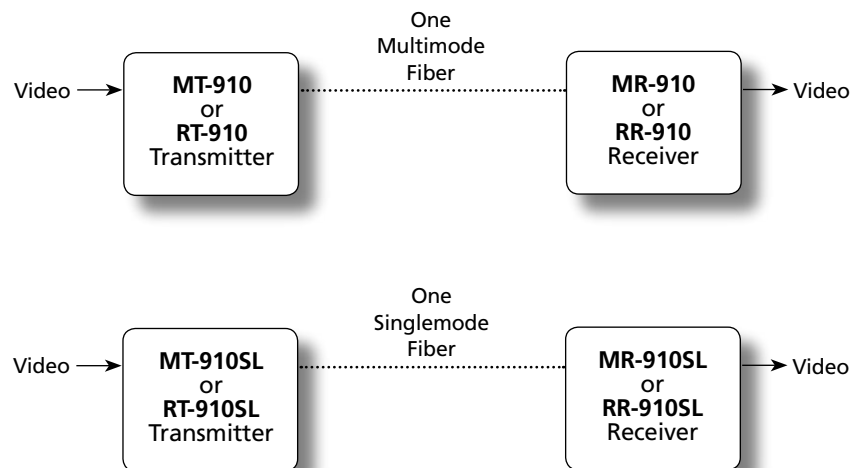 One
Multimode
Fiber
Video
MT-910
or
RT-910
Transmitter
MR-910
or
RR-910
Receiver
Video
One
Singlemode
Fiber
Video
MT-910SL
or
RT-910SL
Transmitter
MR-910SL
or
RR-910SL
Receiver
Video